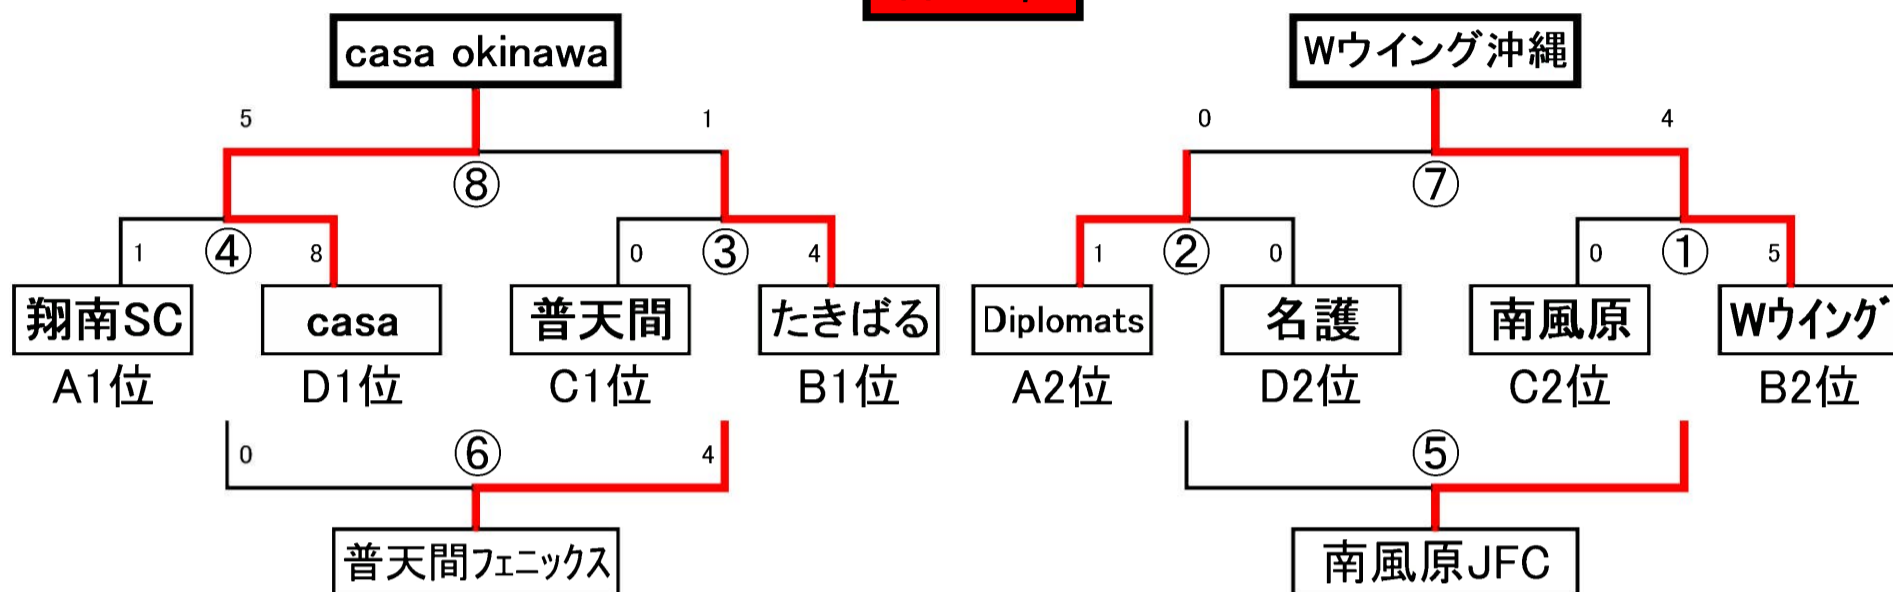 casa okinawa
Wウイング沖縄
5 1 0 4
⑧ ⑦
1 ④ 8 0 ③ 4 1 ② 0 0 ① 5
翔南SC casa 普天間 たきばる Diplomats 名護 南風原 Wウイング
A1位 D1位 C1位 B1位 A2位 D2位 C2位 B2位
0 ⑥ 4 ⑤
普天間フェニックス
南風原JFC